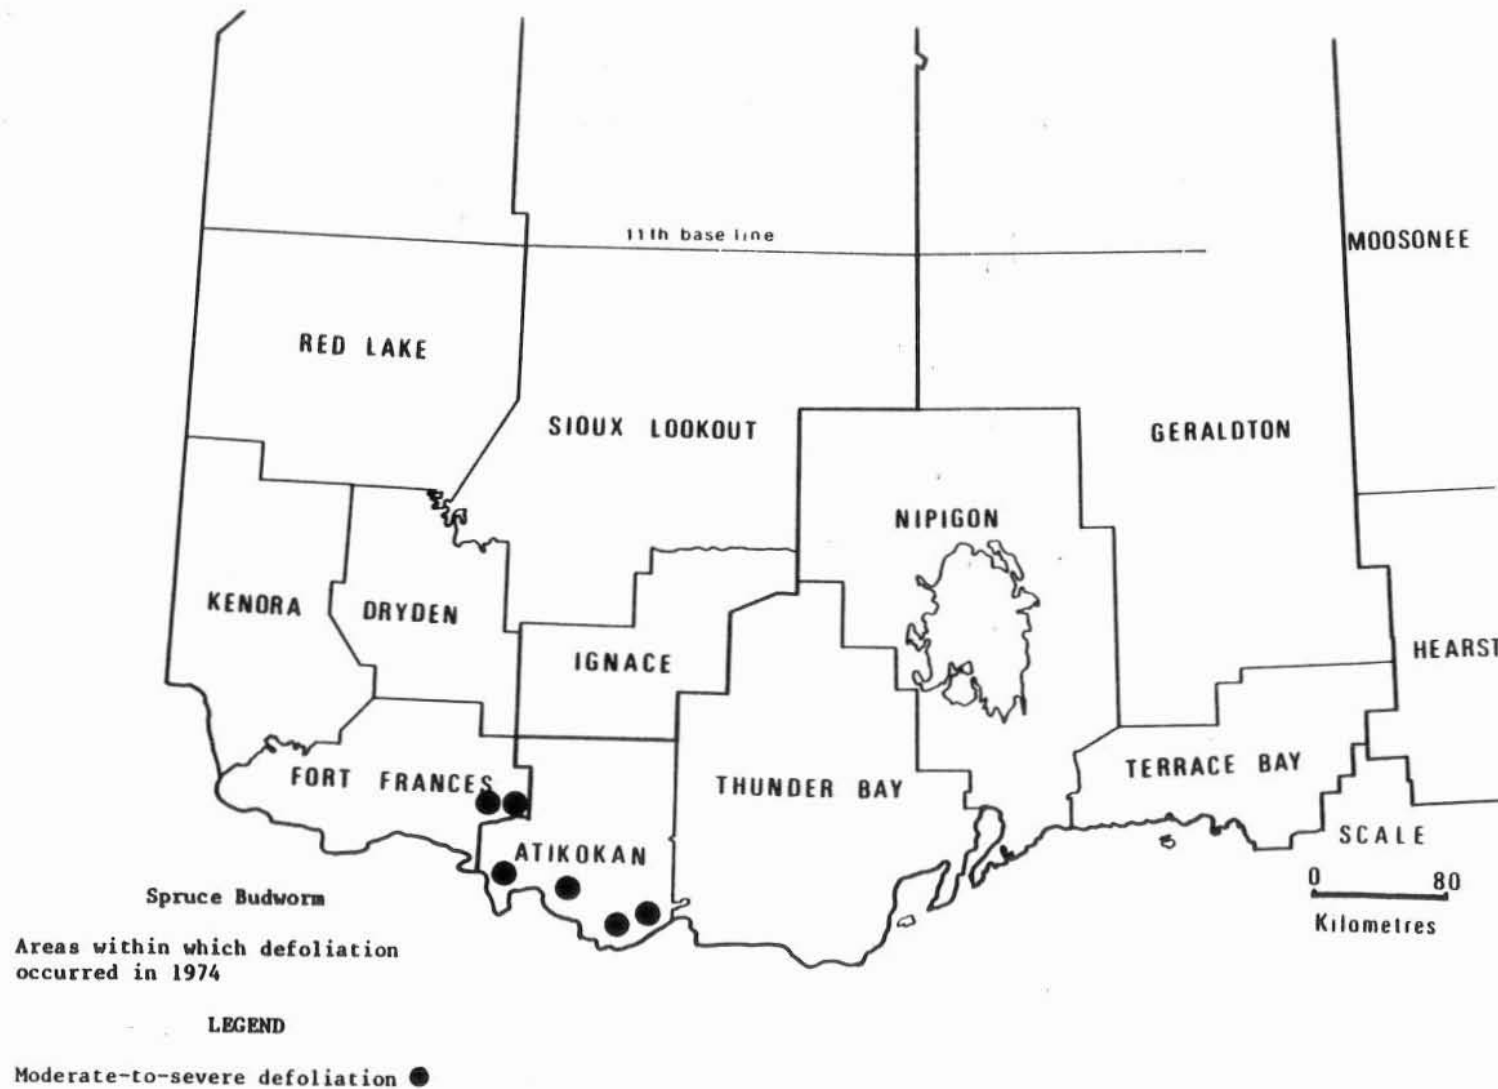 11th base line
MOOSONEE
RED LAKE
SIOUX LOOKOUT
GERALDTON
NIPIGON
KENORA
DRYDEN
IGNACE
HEARST
FORT FRANCES
THUNDER BAY
TERRACE BAY
ATIKOKAN
SCALE
0 80
Kilometres
Spruce Budworm
Areas within which defoliation
occurred in 1974
LEGEND
Moderate-to-severe defoliation